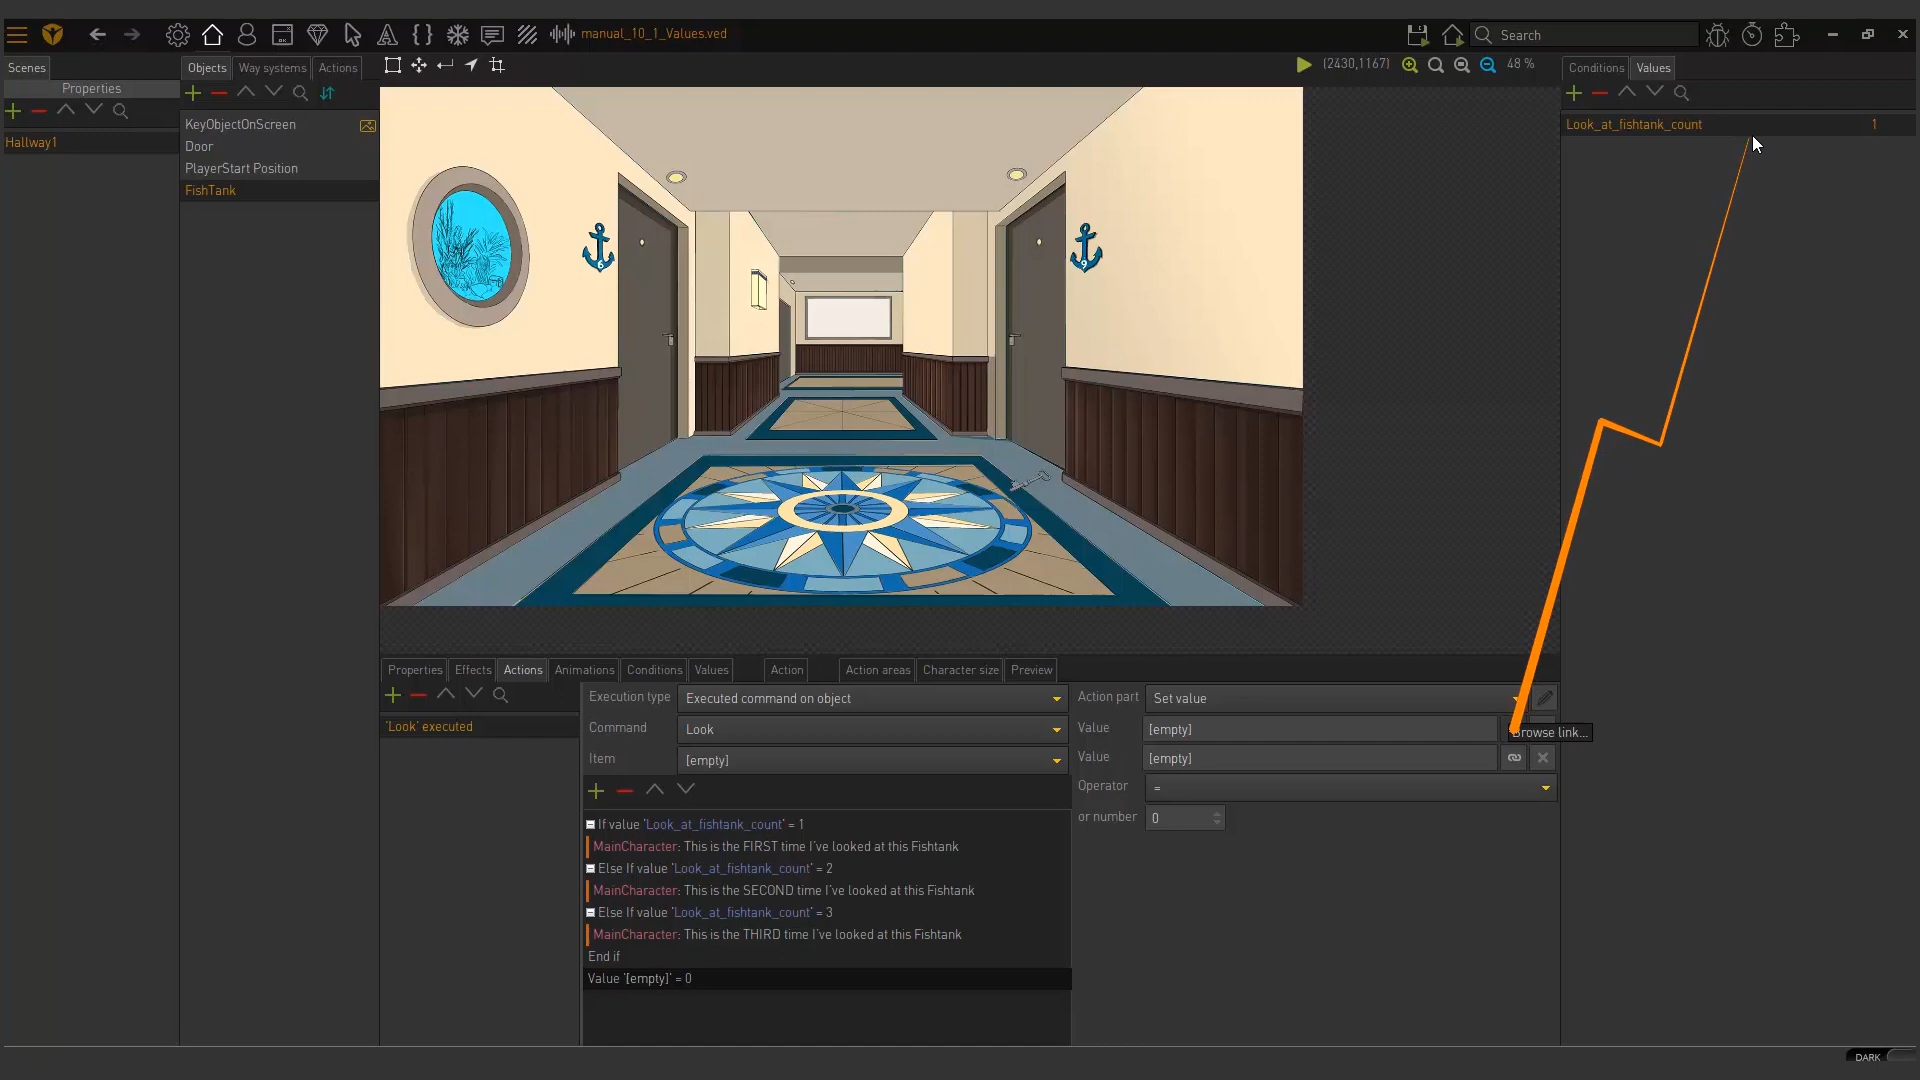 manual_10_1_Values.ved
Search
Scenes
Properties
Hallway1
Objects
Way systems
Actions
KeyObjectOnScreen
Door
PlayerStart Position
FishTank
(2430,1167)
48 %
Conditions
Values
Look_at_fishtank_count
1
6
9
Properties
Effects
Actions
Animations
Conditions
Values
Action
Action areas
Character size
Preview
'Look' executed
Execution type
Executed command on object
Command
Look
Item
[empty]
If value 'Look_at_fishtank_count' = 1
MainCharacter: This is the FIRST time I've looked at this Fishtank
Else If value 'Look_at_fishtank_count' = 2
MainCharacter: This is the SECOND time I've looked at this Fishtank
Else If value 'Look_at_fishtank_count' = 3
MainCharacter: This is the THIRD time I've looked at this Fishtank
End if
Value '[empty]' = 0
Action part
Set value
Value
[empty]
Browse link...
Value
[empty]
Operator
=
or number
0
DARK